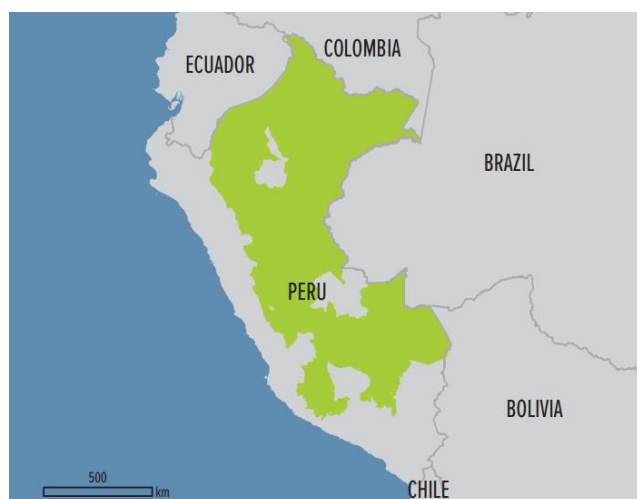 COLOMBIA
ECUADOR
BRAZIL
PERU
BOLIVIA
CHILE
500
km